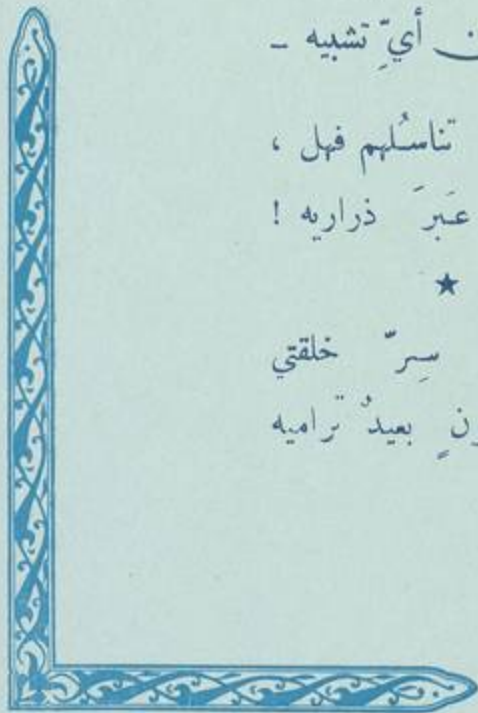 أيّ تشبيه –
تناسُلهم فهل ،
عَبرَ ذراريه !
★
سِرّ خلقتي
بعيدُ تراميه